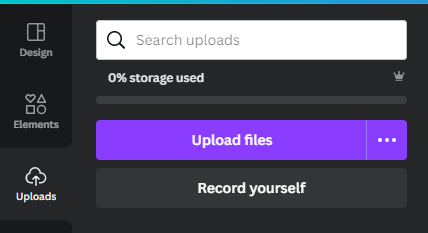 Design
Elements
Uploads
Search uploads
0% storage used
Upload files
Record yourself